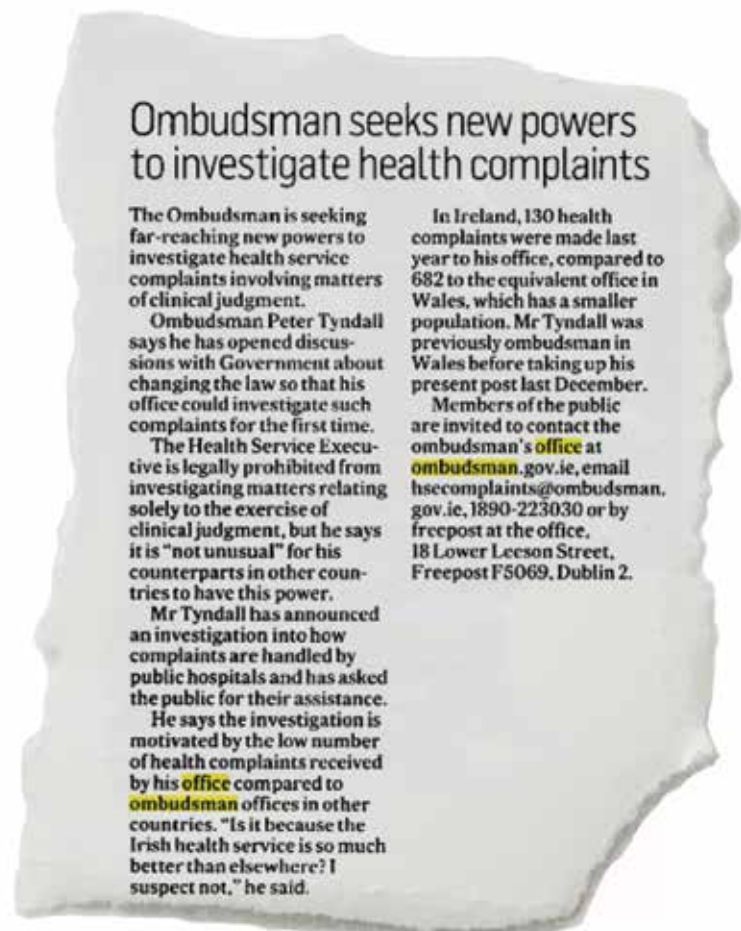 Ombudsman seeks new powers
to investigate health complaints
The Ombudsman is seeking
far-reaching new powers to
investigate health service
complaints involving matters
of clinical judgment.
Ombudsman Peter Tyndall
says he has opened discus-
sions with Government about
changing the law so that his
office could investigate such
complaints for the first time.
The Health Service Execu-
tive is legally prohibited from
investigating matters relating
solely to the exercise of
clinical judgment, but he says
it is "not unusual" for his
counterparts in other coun-
tries to have this power.
Mr Tyndall has announced
an investigation into how
complaints are handled by
public hospitals and has asked
the public for their assistance.
He says the investigation is
motivated by the low number
of health complaints received
by his office compared to
ombudsman offices in other
countries. "Is it because the
Irish health service is so much
better than elsewhere? I
suspect not," he said.
In Ireland, 130 health
complaints were made last
year to his office, compared to
682 to the equivalent office in
Wales, which has a smaller
population. Mr Tyndall was
previously ombudsman in
Wales before taking up his
present post last December.
Members of the public
are invited to contact the
ombudsman's office at
ombudsman.gov.ie, email
hsecomplaints@ombudsman.
gov.ie, 1890-223030 or by
freepost at the office,
18 Lower Leeson Street,
Freepost F5069, Dublin 2.